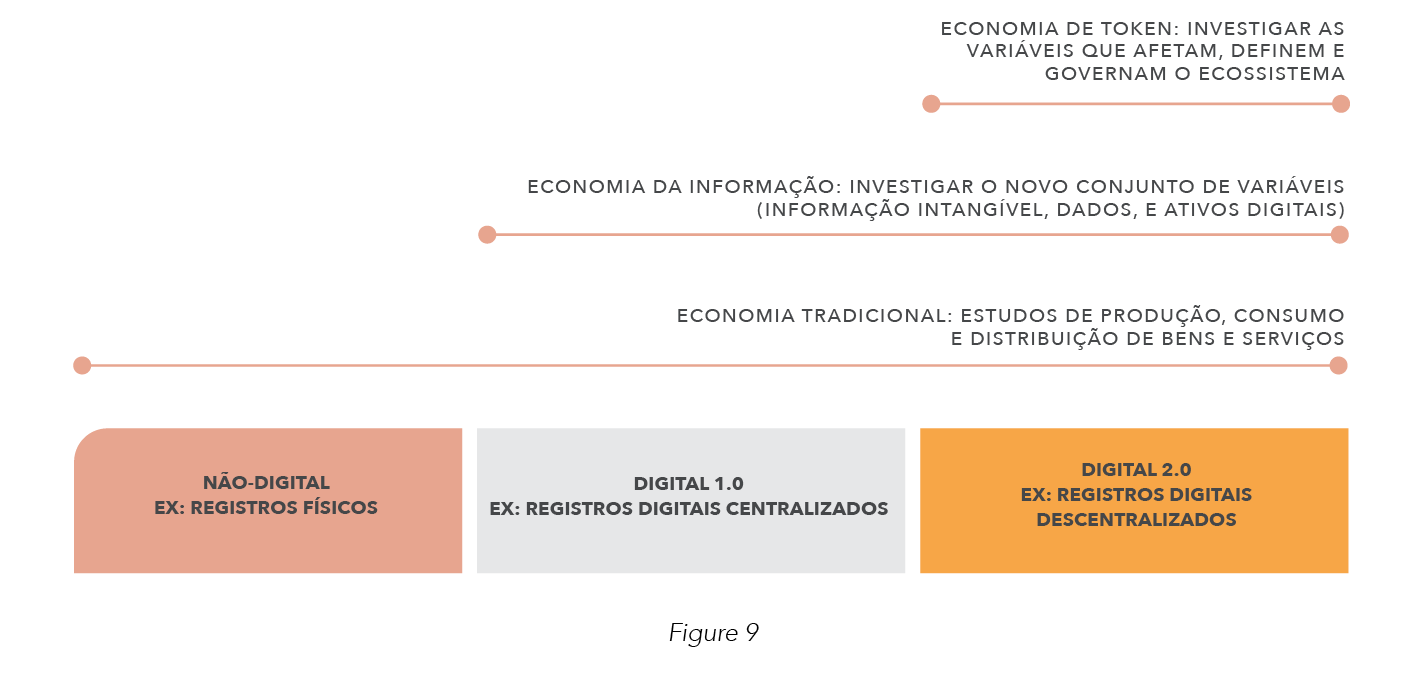 ECONOMIA DE TOKEN: INVESTIGAR AS
VARIÁVEIS QUE AFETAM, DEFINEM E
GOVERNAM O ECOSSISTEMA
ECONOMIA DA INFORMAÇÃO: INVESTIGAR O NOVO CONJUNTO DE VARIÁVEIS
(INFORMAÇÃO INTANGÍVEL, DADOS, E ATIVOS DIGITAIS)
ECONOMIA TRADICIONAL: ESTUDOS DE PRODUÇÃO, CONSUMO
E DISTRIBUIÇÃO DE BENS E SERVIÇOS
NÃO-DIGITAL
EX: REGISTROS FÍSICOS
DIGITAL 1.0
EX: REGISTROS DIGITAIS CENTRALIZADOS
DIGITAL 2.0
EX: REGISTROS DIGITAIS
DESCENTRALIZADOS
Figure 9